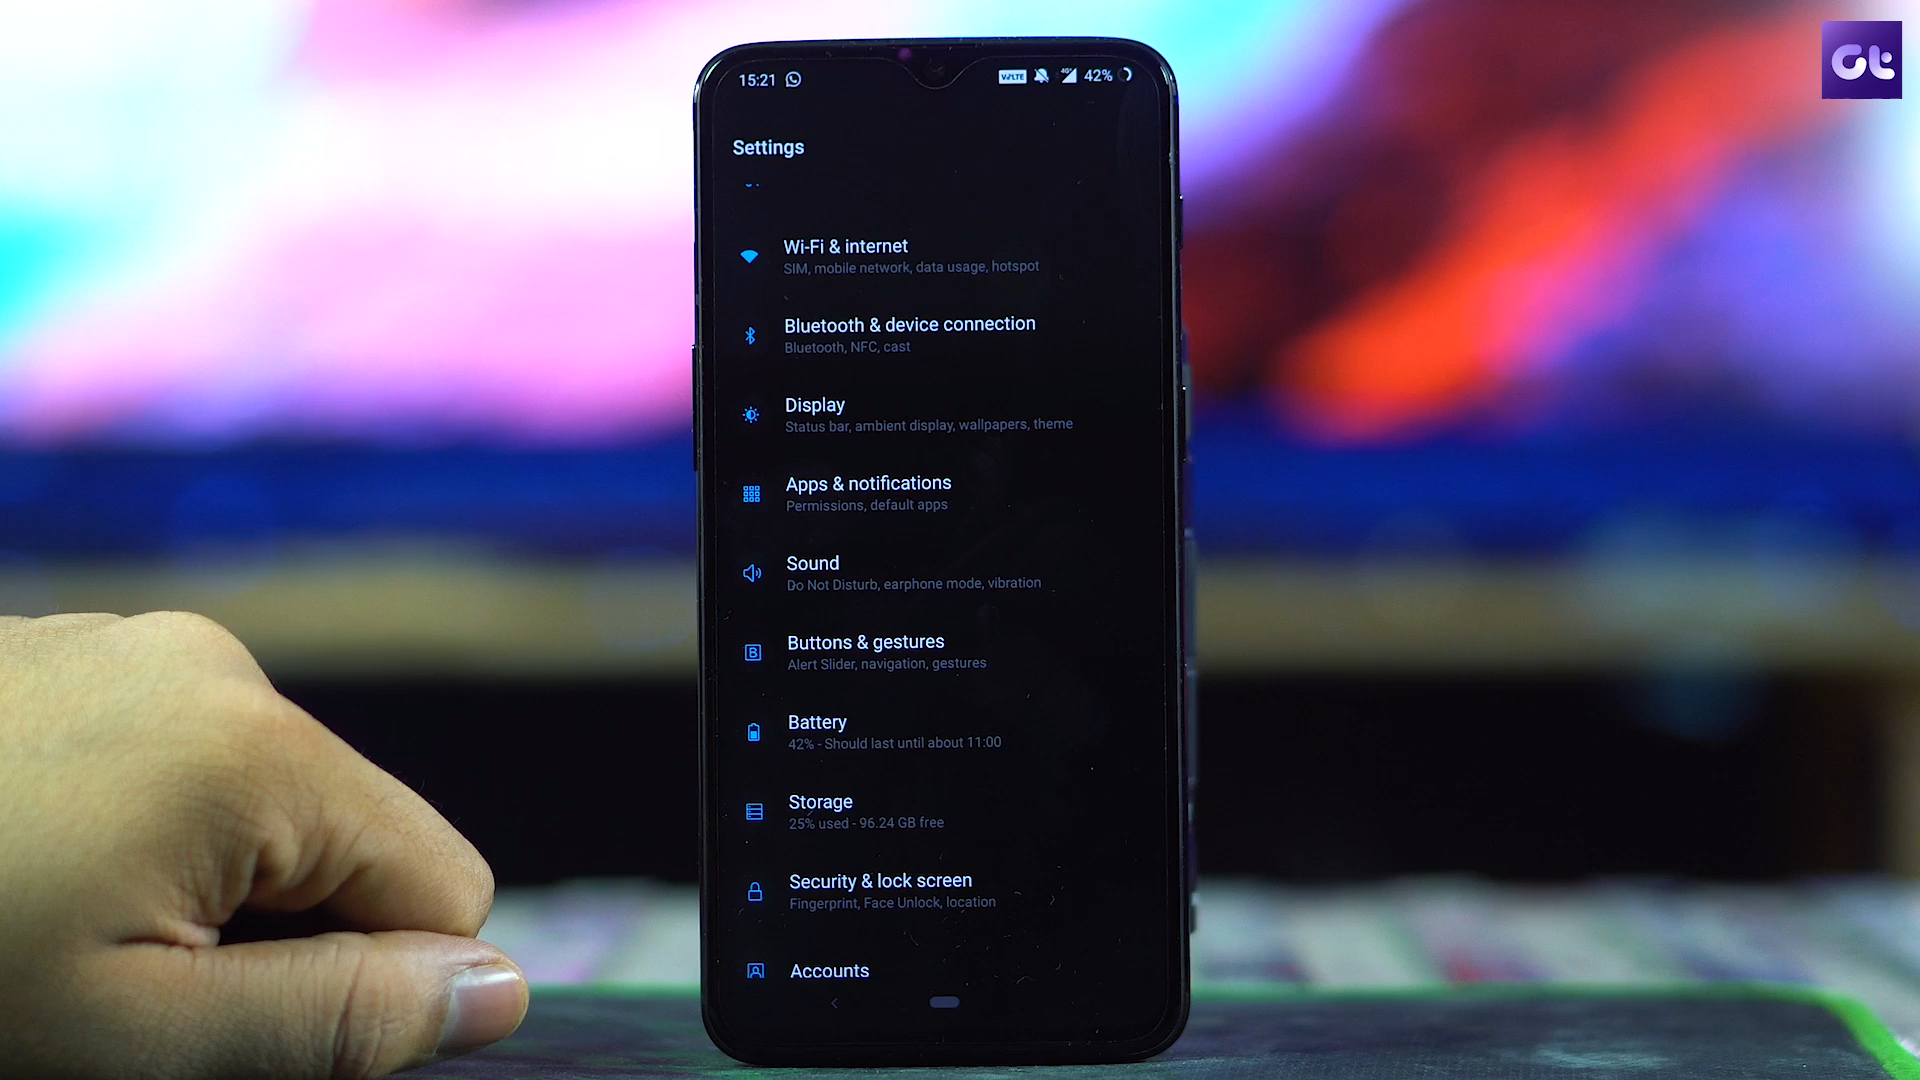 Gt
15:21
VoLTE 4G+ 42%
Settings
Wi-Fi & internet
SIM, mobile network, data usage, hotspot
Bluetooth & device connection
Bluetooth, NFC, cast
Display
Status bar, ambient display, wallpapers, theme
Apps & notifications
Permissions, default apps
Sound
Do Not Disturb, earphone mode, vibration
Buttons & gestures
Alert Slider, navigation, gestures
Battery
42% - Should last until about 11:00
Storage
25% used - 96.24 GB free
Security & lock screen
Fingerprint, Face Unlock, location
Accounts